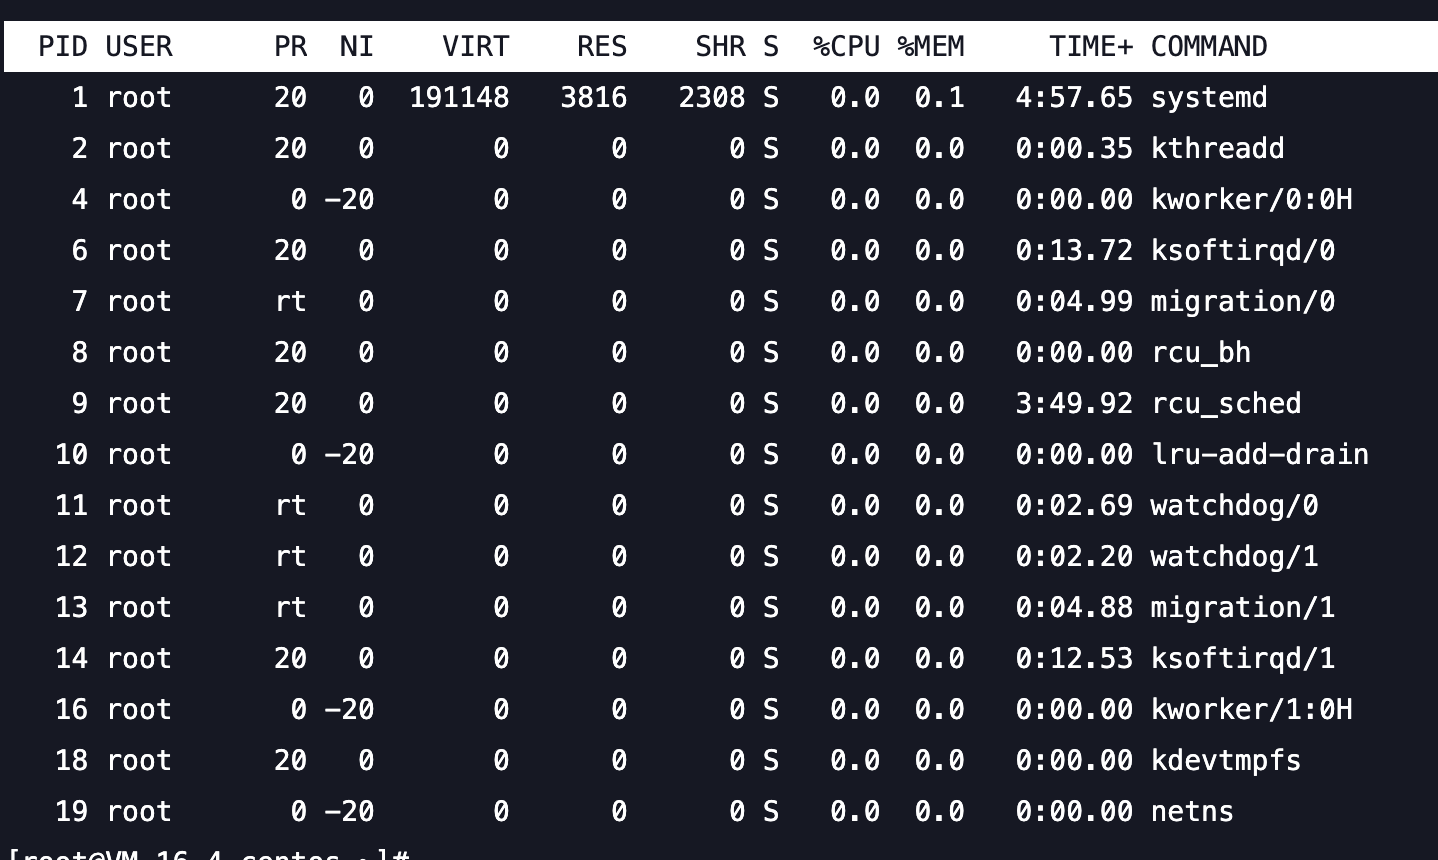 PID USER PR NI VIRT RES SHR S %CPU %MEM TIME+ COMMAND
1 root 20 0 191148 3816 2308 S 0.0 0.1 4:57.65 systemd
2 root 20 0 0 0 0 S 0.0 0.0 0:00.35 kthreadd
4 root 0 -20 0 0 0 S 0.0 0.0 0:00.00 kworker/0:0H
6 root 20 0 0 0 0 S 0.0 0.0 0:13.72 ksoftirqd/0
7 root rt 0 0 0 0 S 0.0 0.0 0:04.99 migration/0
8 root 20 0 0 0 0 S 0.0 0.0 0:00.00 rcu_bh
9 root 20 0 0 0 0 S 0.0 0.0 3:49.92 rcu_sched
10 root 0 -20 0 0 0 S 0.0 0.0 0:00.00 lru-add-drain
11 root rt 0 0 0 0 S 0.0 0.0 0:02.69 watchdog/0
12 root rt 0 0 0 0 S 0.0 0.0 0:02.20 watchdog/1
13 root rt 0 0 0 0 S 0.0 0.0 0:04.88 migration/1
14 root 20 0 0 0 0 S 0.0 0.0 0:12.53 ksoftirqd/1
16 root 0 -20 0 0 0 S 0.0 0.0 0:00.00 kworker/1:0H
18 root 20 0 0 0 0 S 0.0 0.0 0:00.00 kdevtmpfs
19 root 0 -20 0 0 0 S 0.0 0.0 0:00.00 netns
[root@VM-16-4-centos ~]#